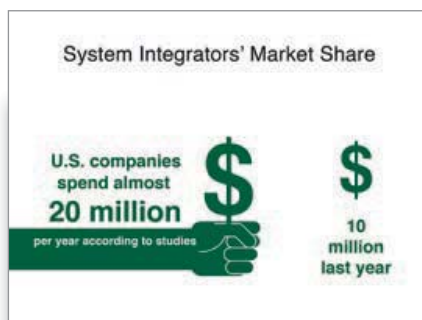 System Integrators' Market Share
U.S. companies
spend almost
20 million
per year according to studies
$
$
10
million
last year